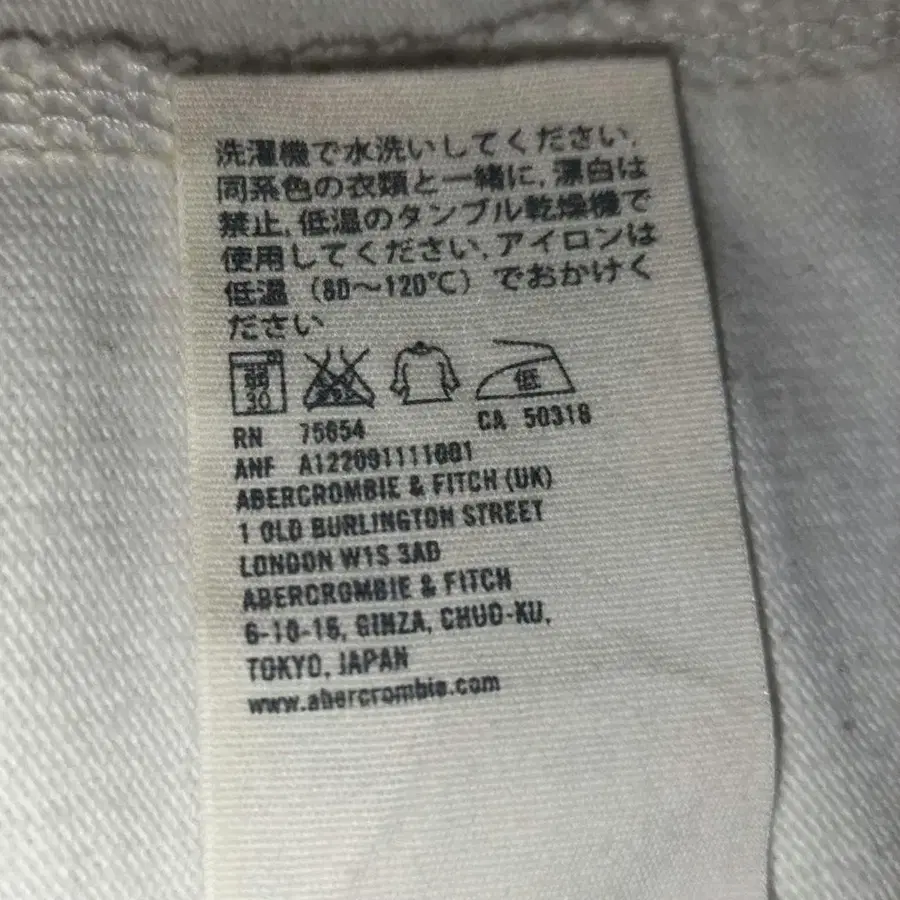 洗濯機で水洗いしてください.
同系色の衣類と一緒に, 漂白は
禁止, 低温のタンブル乾燥機で
使用してください, アイロンは
低温 (80～120℃) でおかけく
ださい
弱 30 低
RN 75654 CA 50318
ANF A122091111001
ABERCROMBIE & FITCH (UK)
1 OLD BURLINGTON STREET
LONDON W1S 3AB
ABERCROMBIE & FITCH
6-10-15, GINZA, CHUO-KU,
TOKYO, JAPAN
www.abercrombie.com